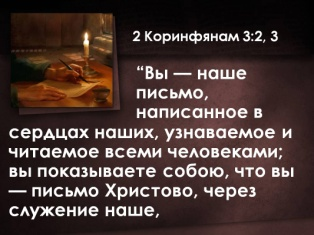 2 Коринфянам 3:2, 3
“Вы — наше
письмо,
написанное в
сердцах наших, узнаваемое и
читаемое всеми человеками;
вы показываете собою, что вы
— письмо Христово, через
служение наше,